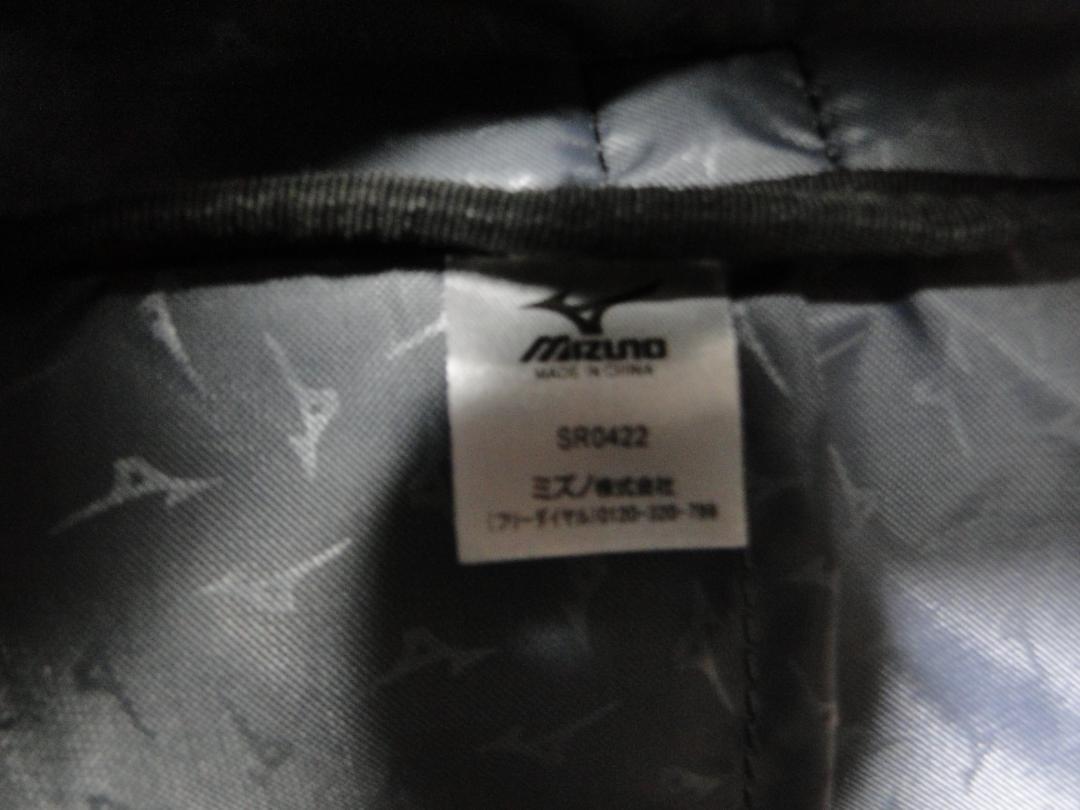 MIZUNO
MADE IN CHINA
SR0422
ミズノ株式会社
(フリーダイヤル)0120-320-799